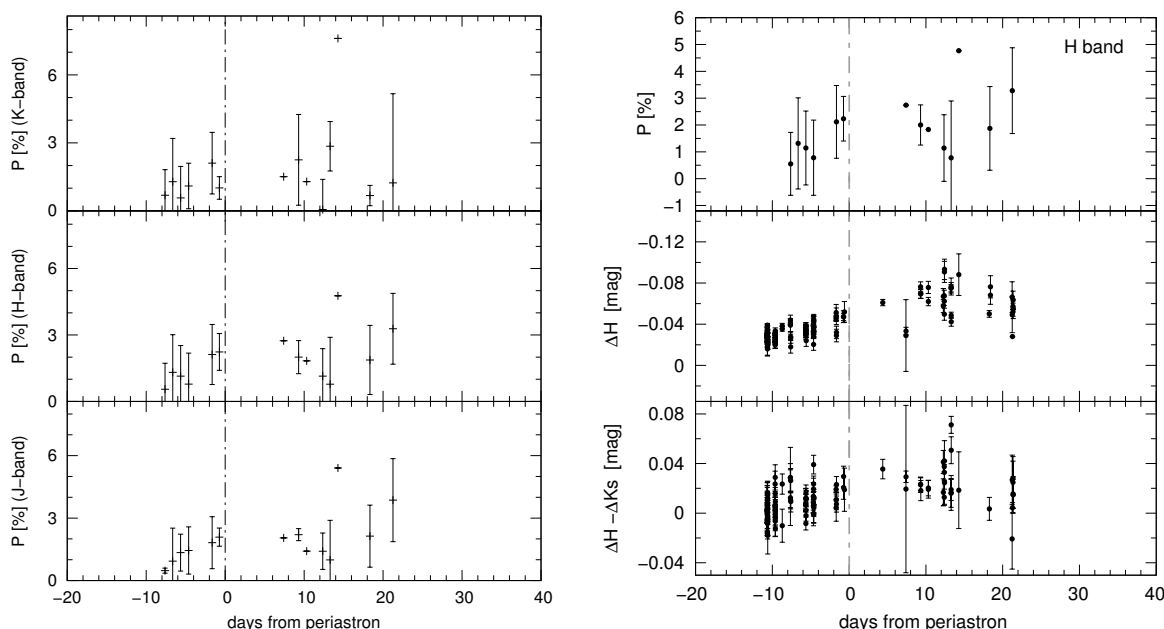 P [%] (K-band)
6
3
0
P [%] (H-band)
6
3
0
P [%] (J-band)
6
4
2
0
−20 −10 0 10 20 30 40
days from periastron
H band
P [%]
6
5
4
3
2
1
0
−1
ΔH [mag]
−0.12
−0.08
−0.04
0
ΔH −ΔKs [mag]
0.08
0.04
0
−0.04
−20 −10 0 10 20 30 40
days from periastron